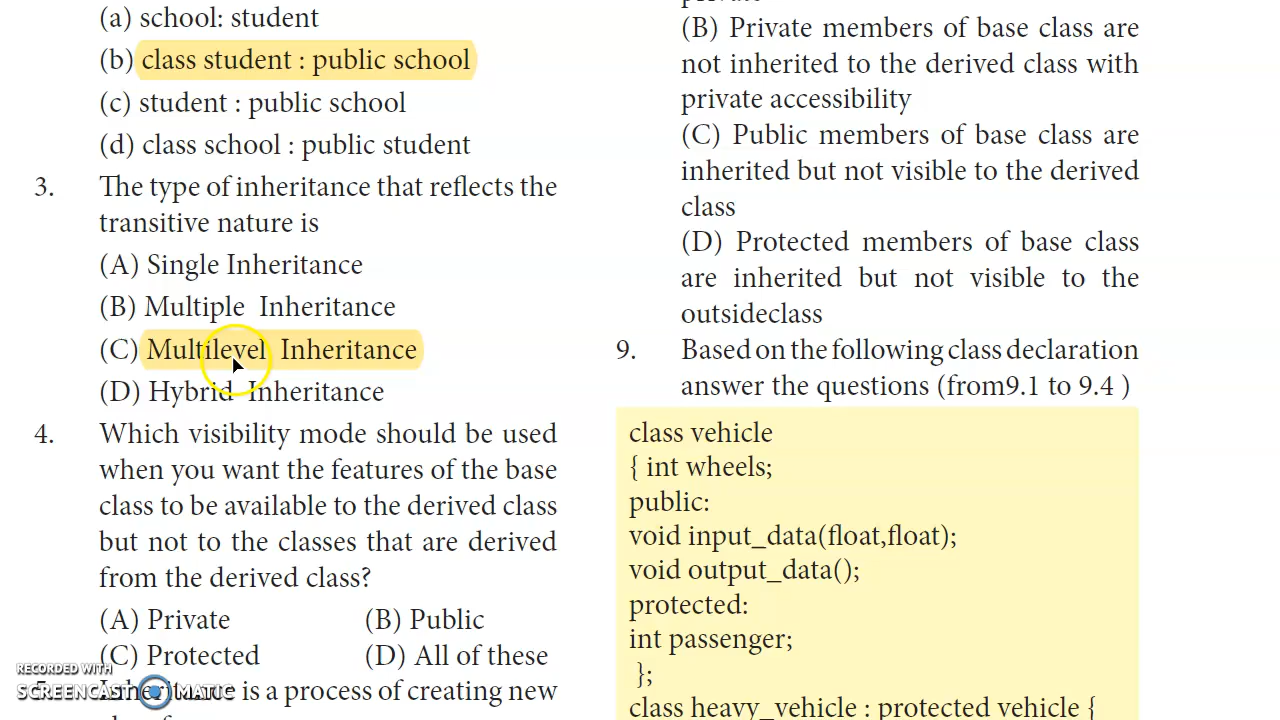 (a) school: student
(b) class student : public school
(c) student : public school
(d) class school : public student
3. The type of inheritance that reflects the
transitive nature is
(A) Single Inheritance
(B) Multiple Inheritance
(C) Multilevel Inheritance
(D) Hybrid Inheritance
4. Which visibility mode should be used
when you want the features of the base
class to be available to the derived class
but not to the classes that are derived
from the derived class?
(A) Private (B) Public
(C) Protected (D) All of these
is a process of creating new
(B) Private members of base class are
not inherited to the derived class with
private accessibility
(C) Public members of base class are
inherited but not visible to the derived
class
(D) Protected members of base class
are inherited but not visible to the
outsideclass
9. Based on the following class declaration
answer the questions (from9.1 to 9.4 )
class vehicle
{ int wheels;
public:
void input_data(float,float);
void output_data();
protected:
int passenger;
};
class heavy_vehicle : protected vehicle {
RECORDED WITH
SCREENCAST MATIC